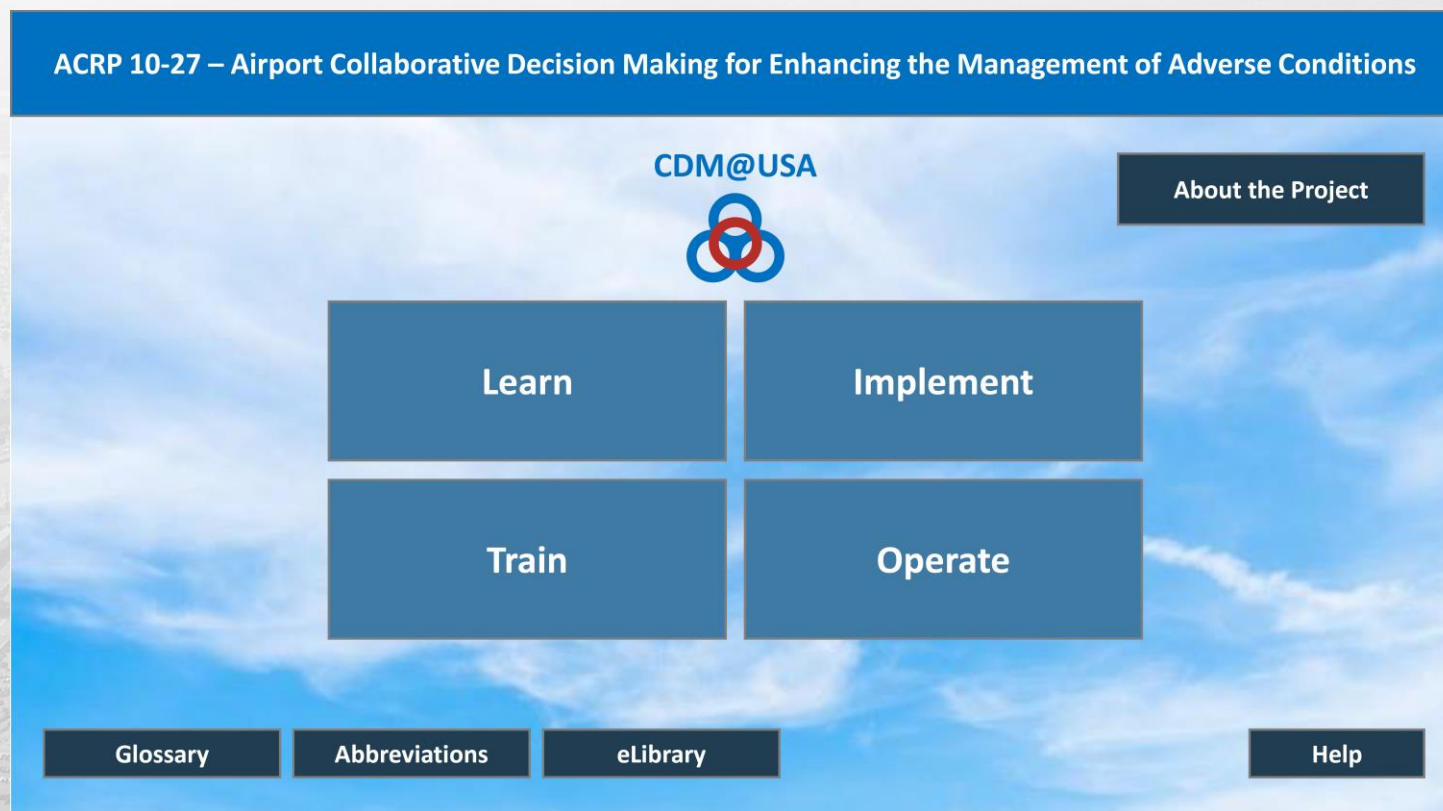 ACRP 10-27 – Airport Collaborative Decision Making for Enhancing the Management of Adverse Conditions
CDM@USA
About the Project
Learn
Implement
Train
Operate
Glossary
Abbreviations
eLibrary
Help